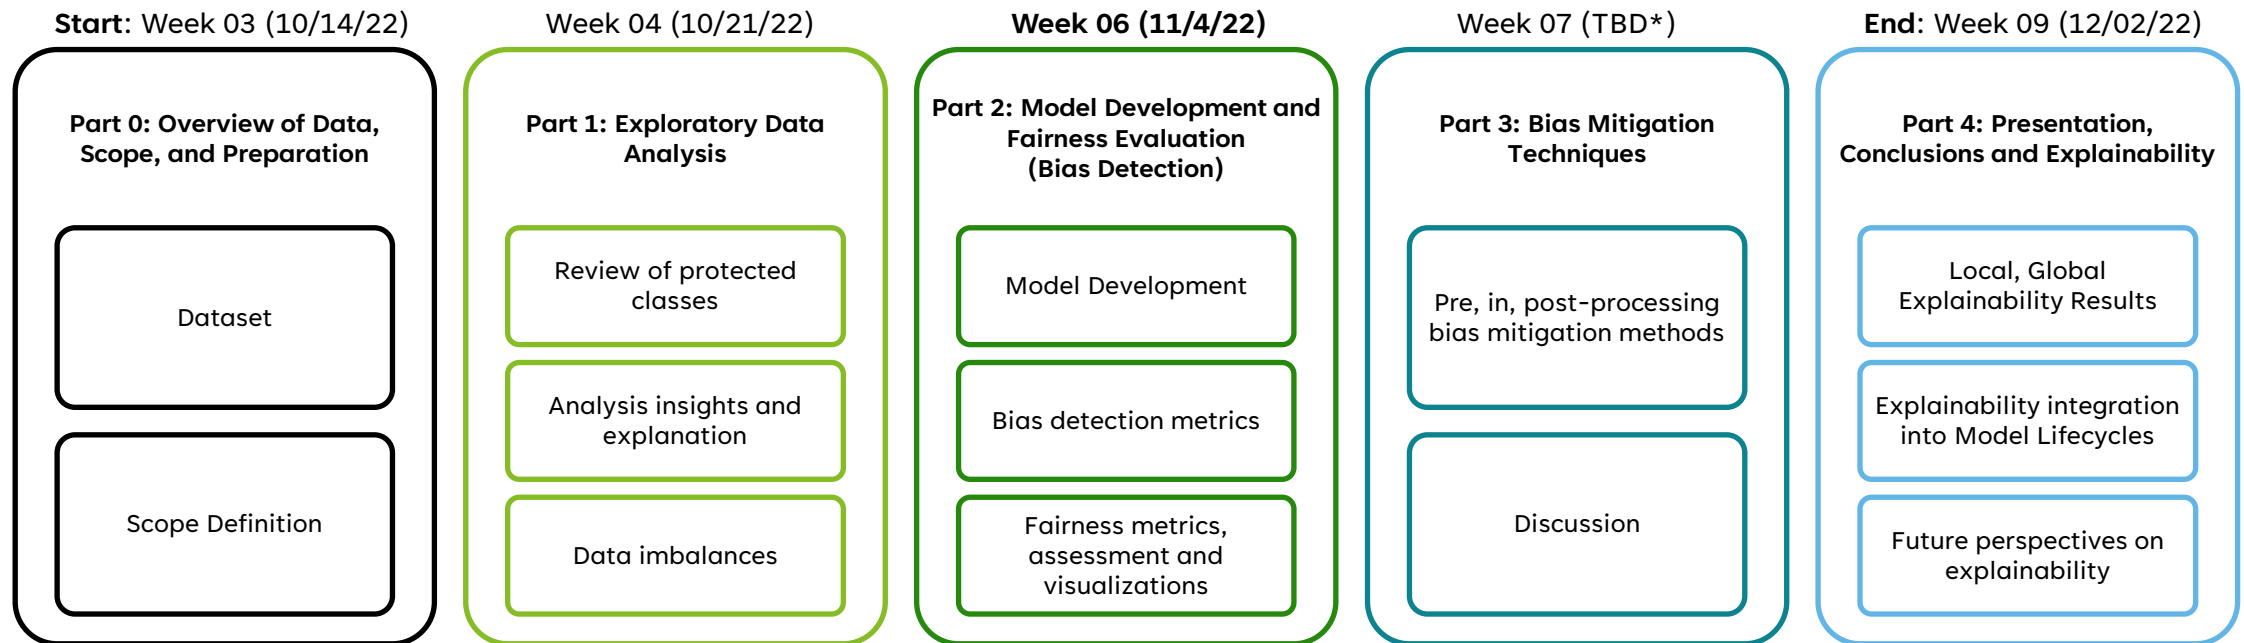 Start: Week 03 (10/14/22)
Part 0: Overview of Data,
Scope, and Preparation
Dataset
Scope Definition
Week 04 (10/21/22)
Part 1: Exploratory Data
Analysis
Review of protected
classes
Analysis insights and
explanation
Data imbalances
Week 06 (11/4/22)
Part 2: Model Development and
Fairness Evaluation
(Bias Detection)
Model Development
Bias detection metrics
Fairness metrics,
assessment and
visualizations
Week 07 (TBD*)
Part 3: Bias Mitigation
Techniques
Pre, in, post-processing
bias mitigation methods
Discussion
End: Week 09 (12/02/22)
Part 4: Presentation,
Conclusions and Explainability
Local, Global
Explainability Results
Explainability integration
into Model Lifecycles
Future perspectives on
explainability